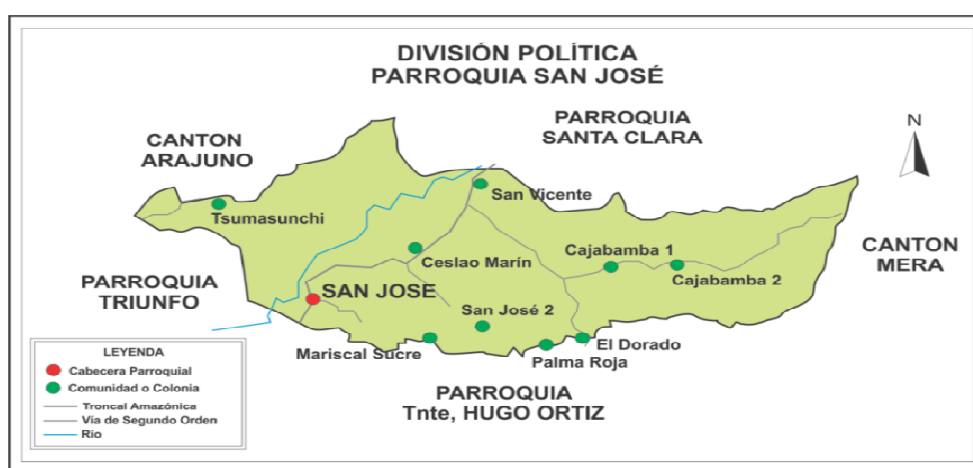 DIVISIÓN POLÍTICA
PARROQUIA SAN JOSÉ
PARROQUIA
SANTA CLARA
CANTON
ARAJUNO
N
San Vicente
Tsumasunchi
Ceslao Marín
Cajabamba 1
Cajabamba 2
CANTON
MERA
PARROQUIA
TRIUNFO
SAN JOSE
San José 2
Mariscal Sucre
El Dorado
Palma Roja
PARROQUIA
Tnte, HUGO ORTIZ
LEYENDA
Cabecera Parroquial
Comunidad o Colonia
Troncal Amazónica
Vía de Segundo Orden
Rio